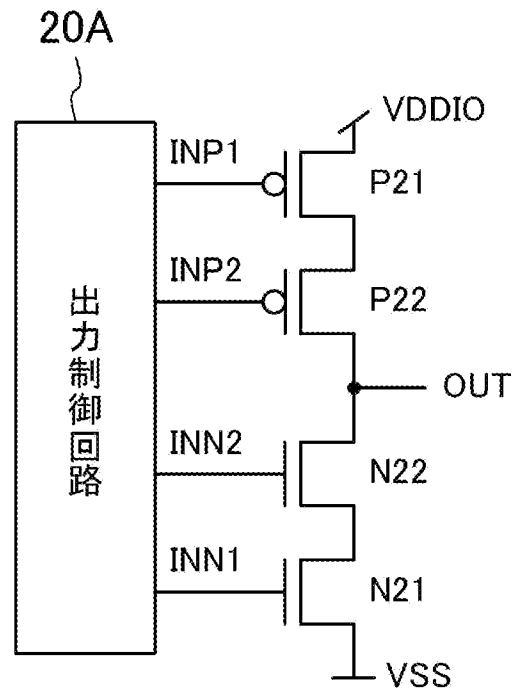 20A
VDDIO
INP1
P21
INP2
P22
出力制御回路
OUT
INN2
N22
INN1
N21
VSS